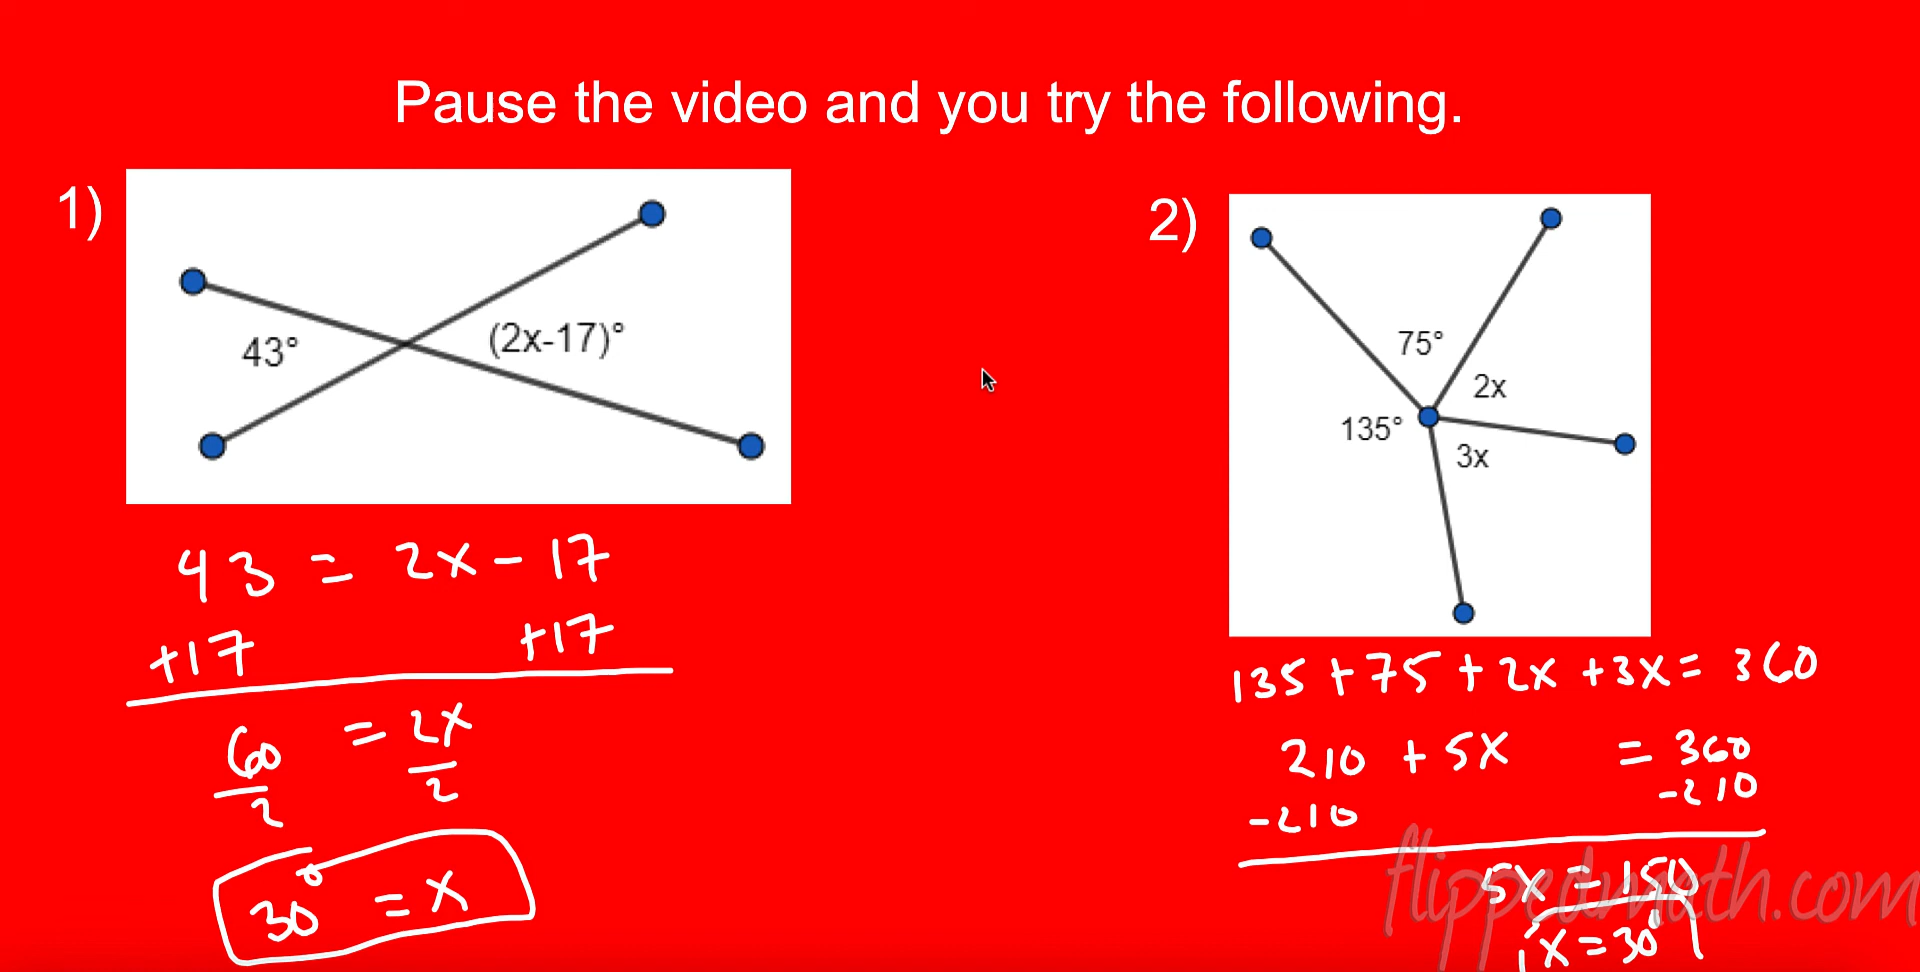 Pause the video and you try the following.
1)
43°
(2x-17)°
43 = 2x - 17
+17 +17
60 = 2x
2 2
30° = x
2)
75°
2x
135°
3x
135 + 75 + 2x + 3x = 360
210 + 5x = 360
-210 -210
5x = 150
x = 30°
flippedmath.com